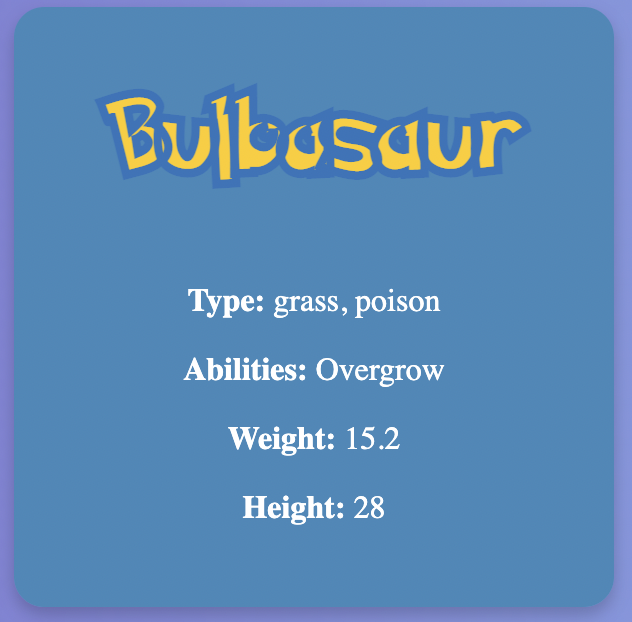 Bulbasaur
Type: grass, poison
Abilities: Overgrow
Weight: 15.2
Height: 28